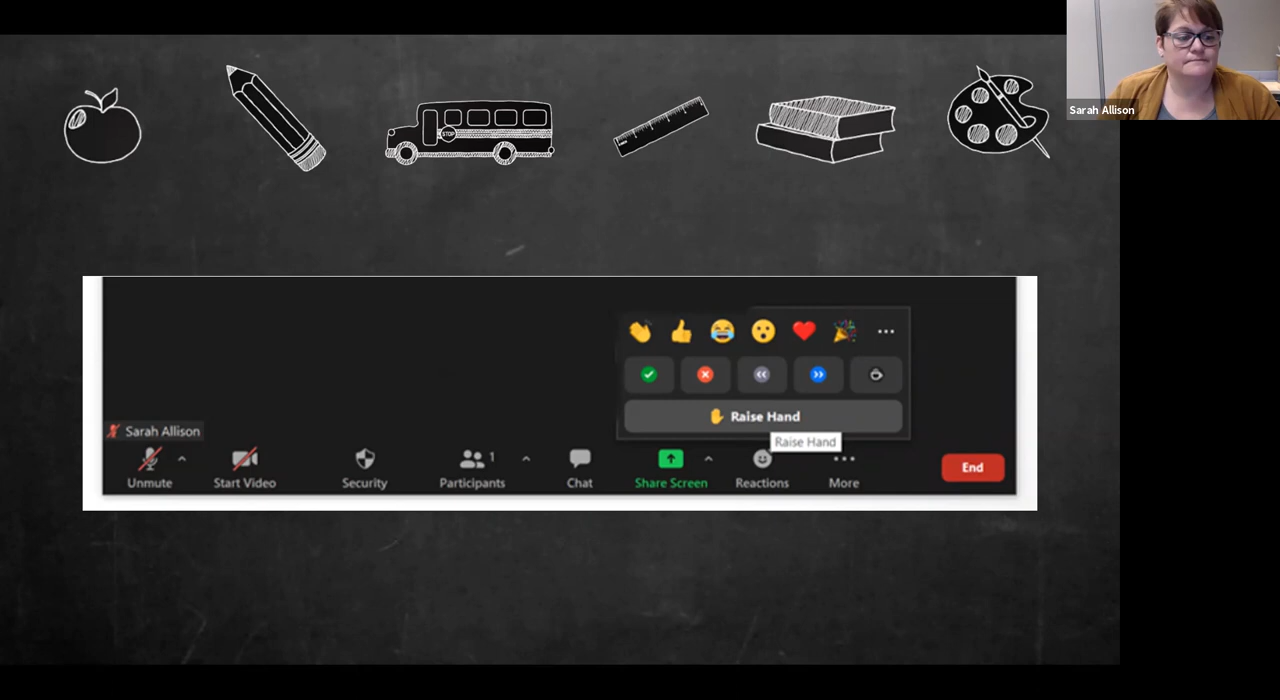 Sarah Allison
STOP
Raise Hand
Raise Hand
Sarah Allison
1
Unmute
Start Video
Security
Participants
Chat
Share Screen
Reactions
More
End